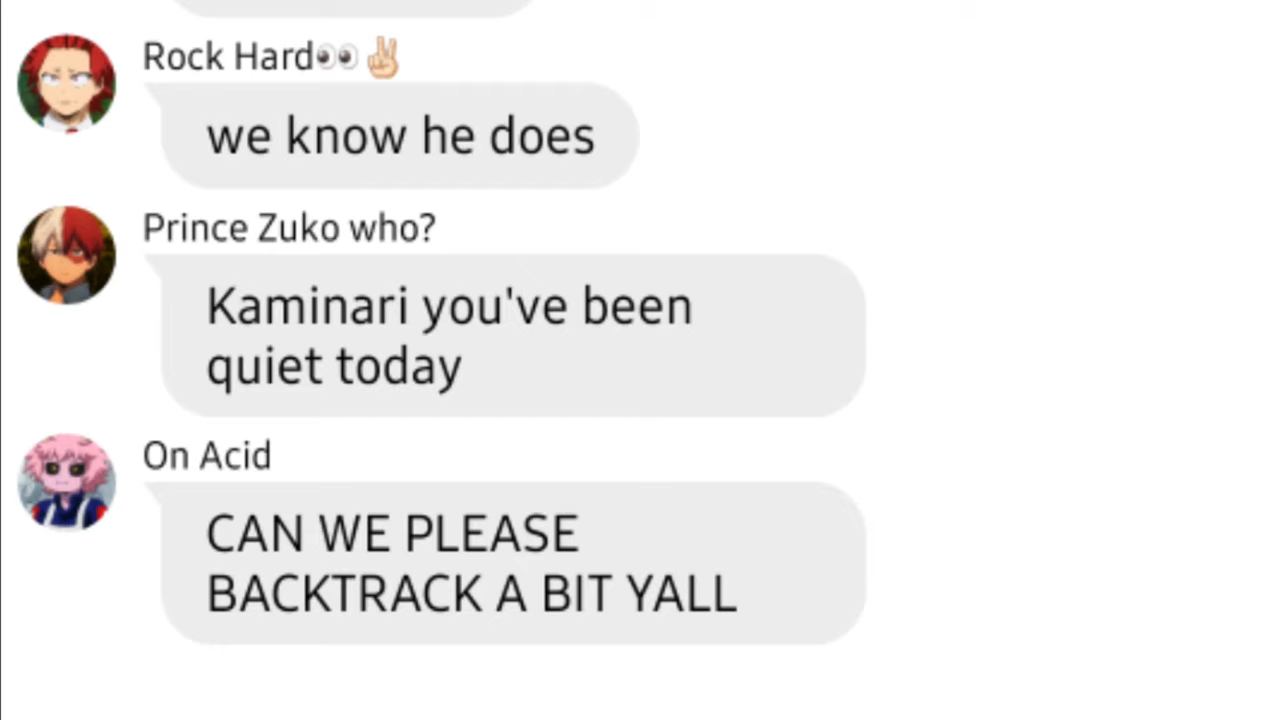 Rock Hard👀✌🏼
we know he does
Prince Zuko who?
Kaminari you've been
quiet today
On Acid
CAN WE PLEASE
BACKTRACK A BIT YALL